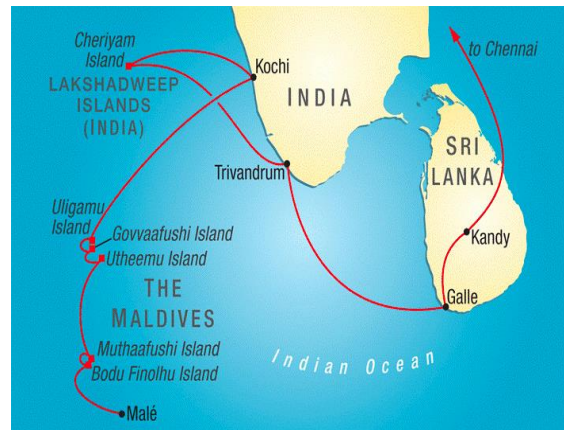 Cheriyam
Island
LAKSHADWEEP
ISLANDS
(INDIA)
Kochi
INDIA
to Chennai
SRI
LANKA
Trivandrum
Uligamu
Island
Govvaafushi Island
Utheemu Island
Kandy
THE
MALDIVES
Galle
Muthaafushi Island
Bodu Finolhu Island
Indian Ocean
Malé